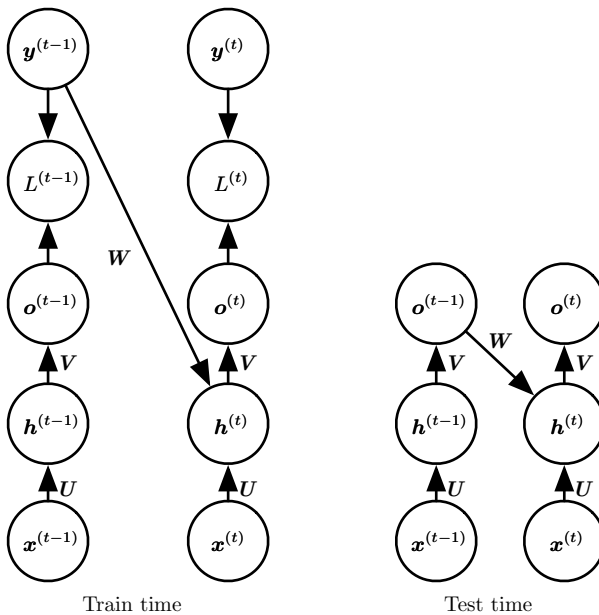 y^(t−1) y^(t)
L^(t−1) L^(t)
W
o^(t−1) o^(t) o^(t−1) o^(t)
W
V V V V
h^(t−1) h^(t) h^(t−1) h^(t)
U U U U
x^(t−1) x^(t) x^(t−1) x^(t)
Train time Test time